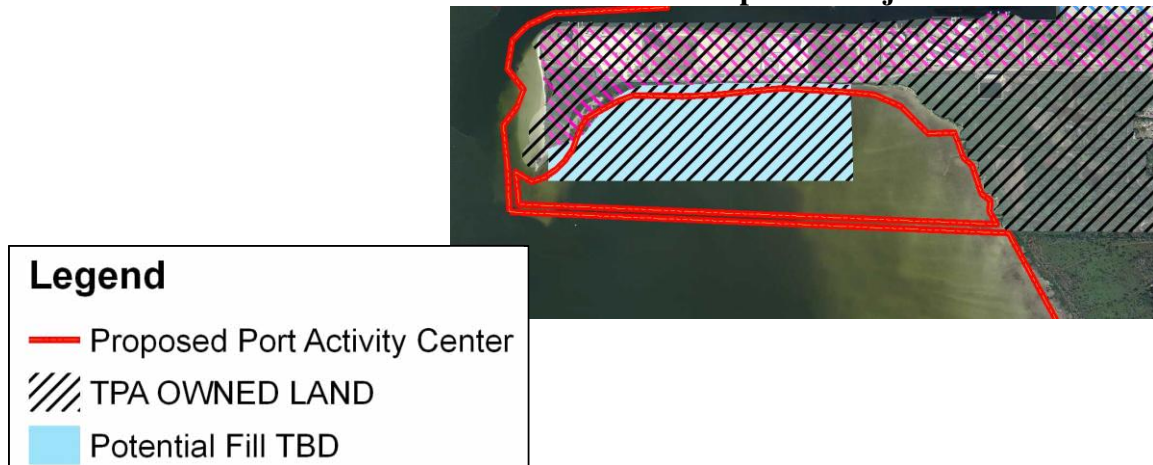 Legend
Proposed Port Activity Center
TPA OWNED LAND
Potential Fill TBD